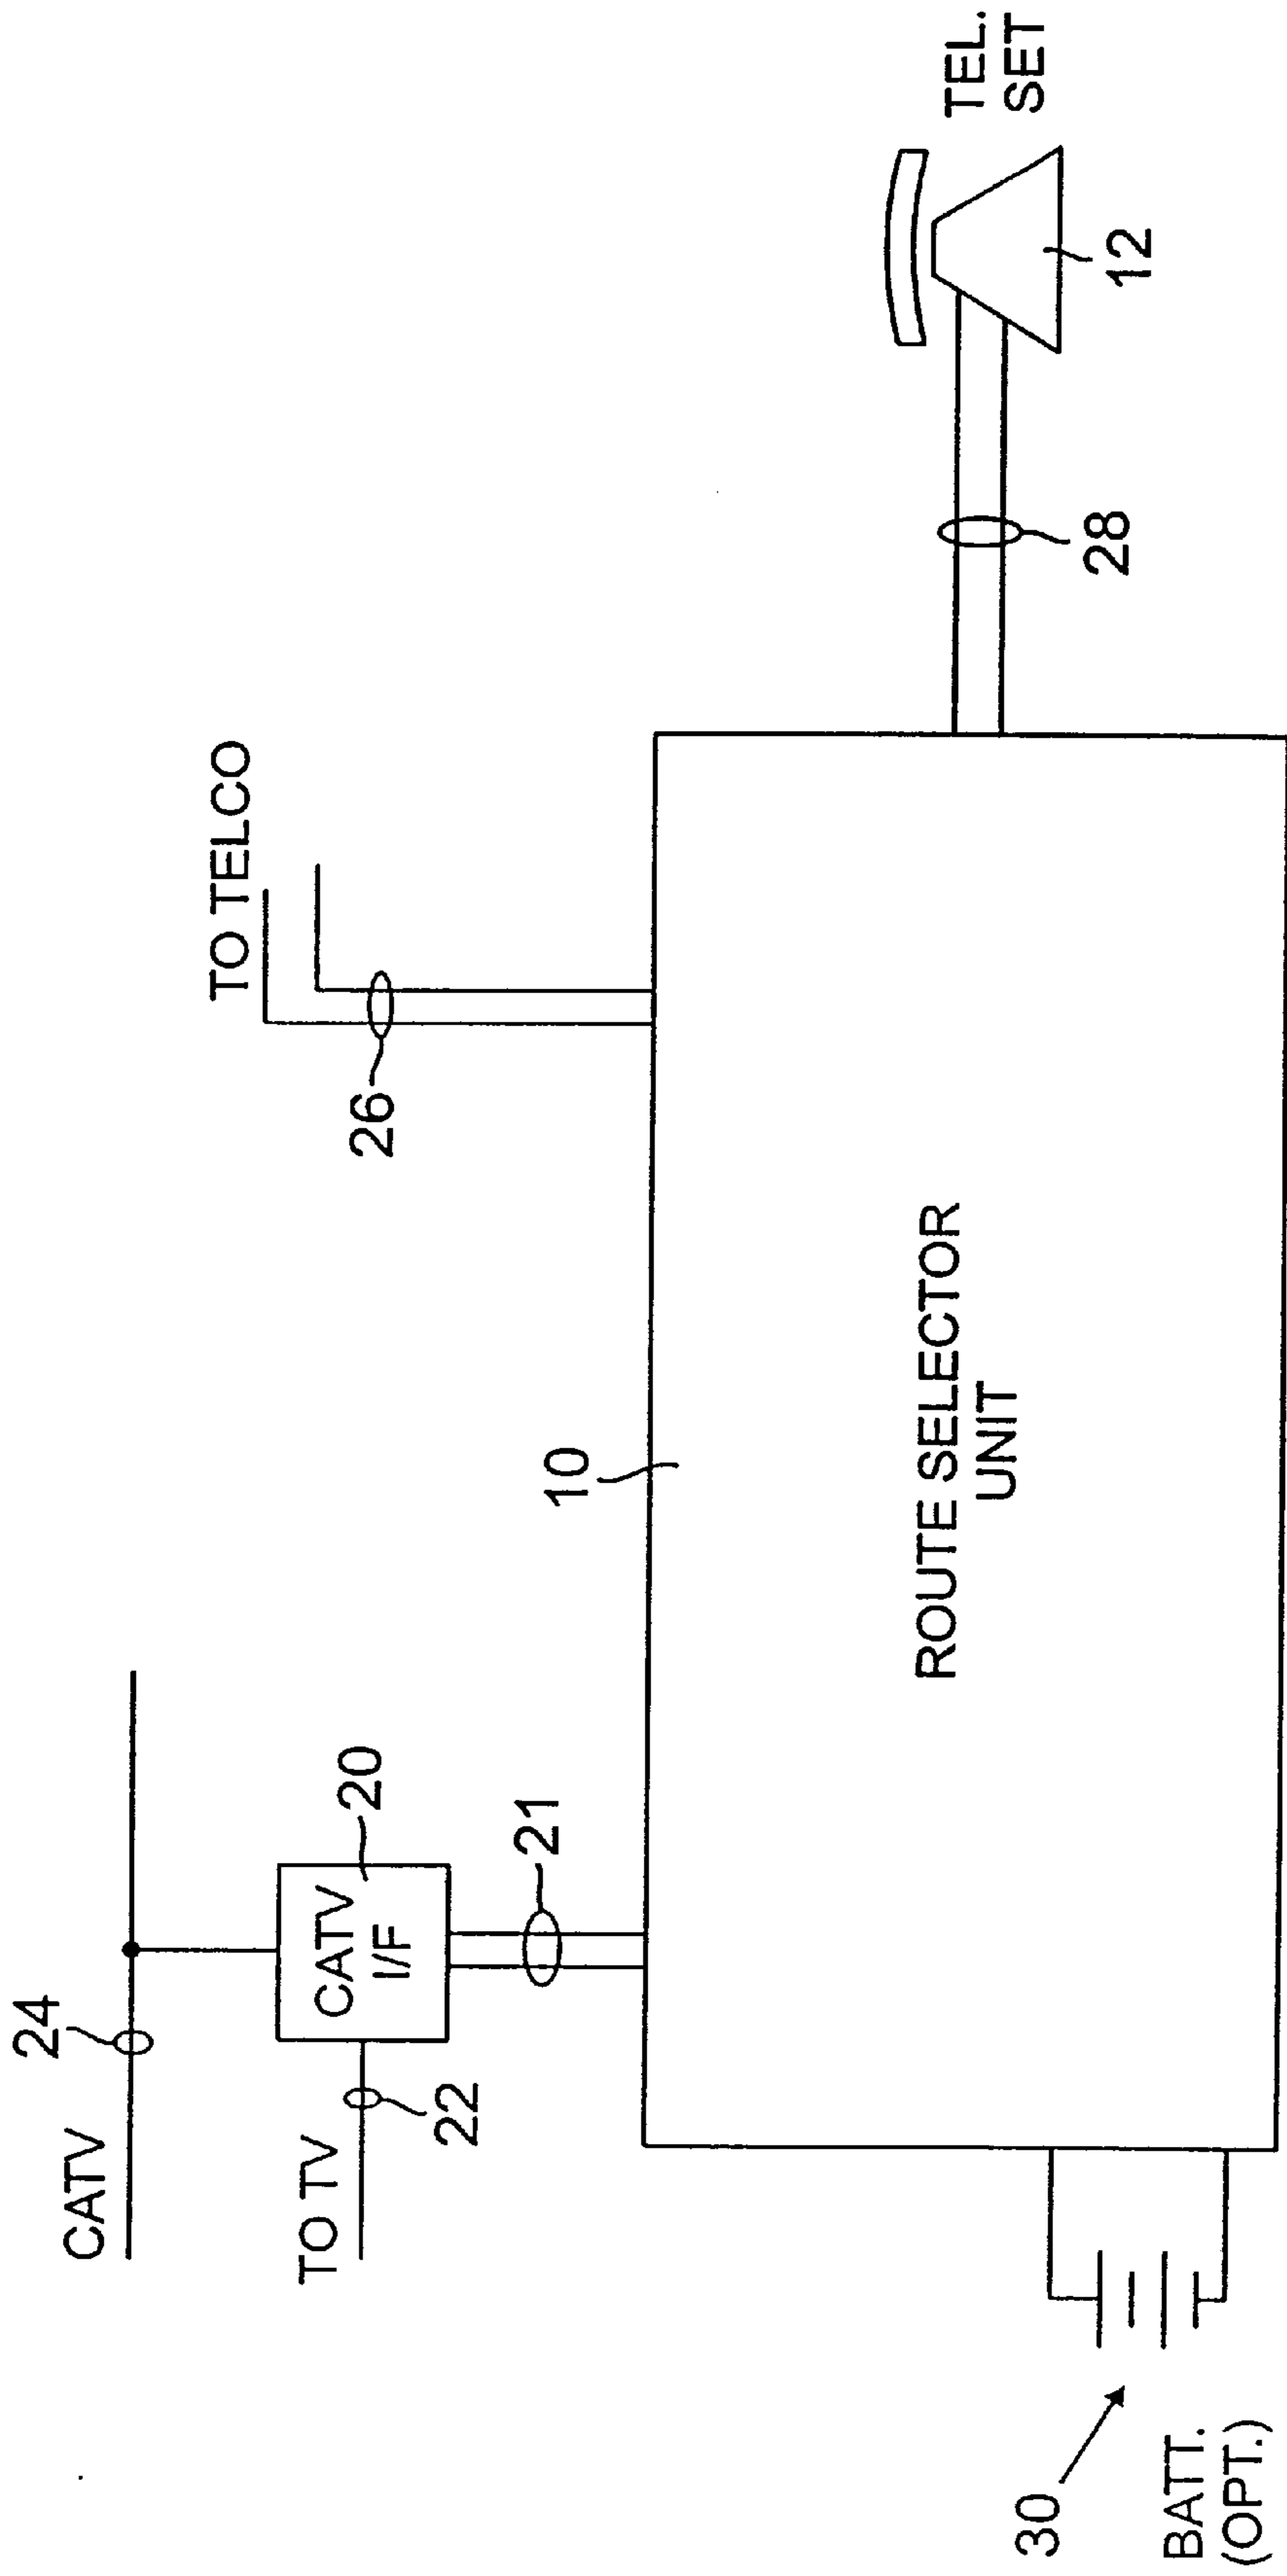 CATV
24
TO TV
22
CATV
I/F
20
21
TO TELCO
26
10
ROUTE SELECTOR
UNIT
28
TEL.
SET
12
30
BATT.
(OPT.)